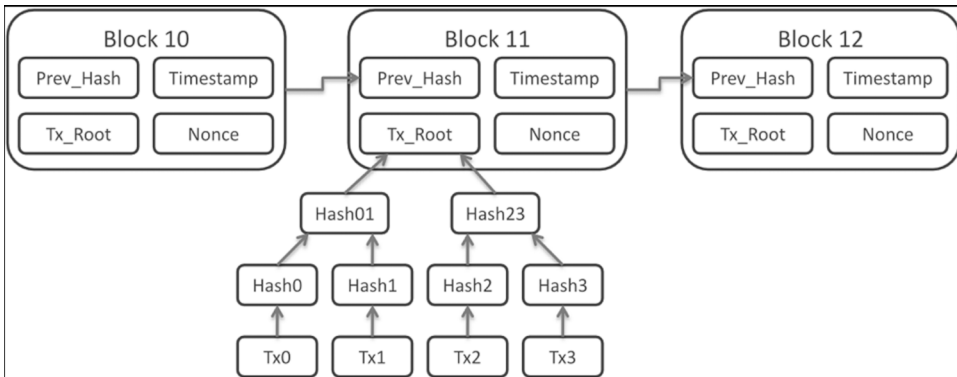 Block 10
Block 11
Block 12
Prev_Hash
Timestamp
Prev_Hash
Timestamp
Prev_Hash
Timestamp
Tx_Root
Nonce
Tx_Root
Nonce
Tx_Root
Nonce
Hash01
Hash23
Hash0
Hash1
Hash2
Hash3
Tx0
Tx1
Tx2
Tx3